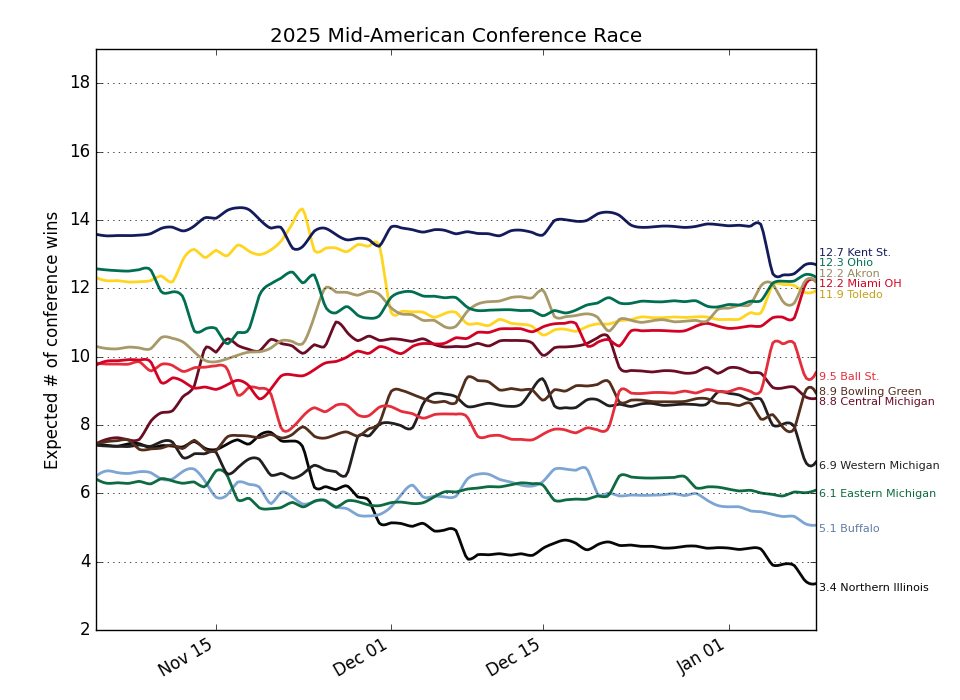 2025 Mid-American Conference Race
Expected # of conference wins
18
16
14
12
10
8
6
4
2
Nov 15
Dec 01
Dec 15
Jan 01
12.7 Kent St.
12.3 Ohio
12.2 Akron
12.2 Miami OH
11.9 Toledo
9.5 Ball St.
8.9 Bowling Green
8.8 Central Michigan
6.9 Western Michigan
6.1 Eastern Michigan
5.1 Buffalo
3.4 Northern Illinois